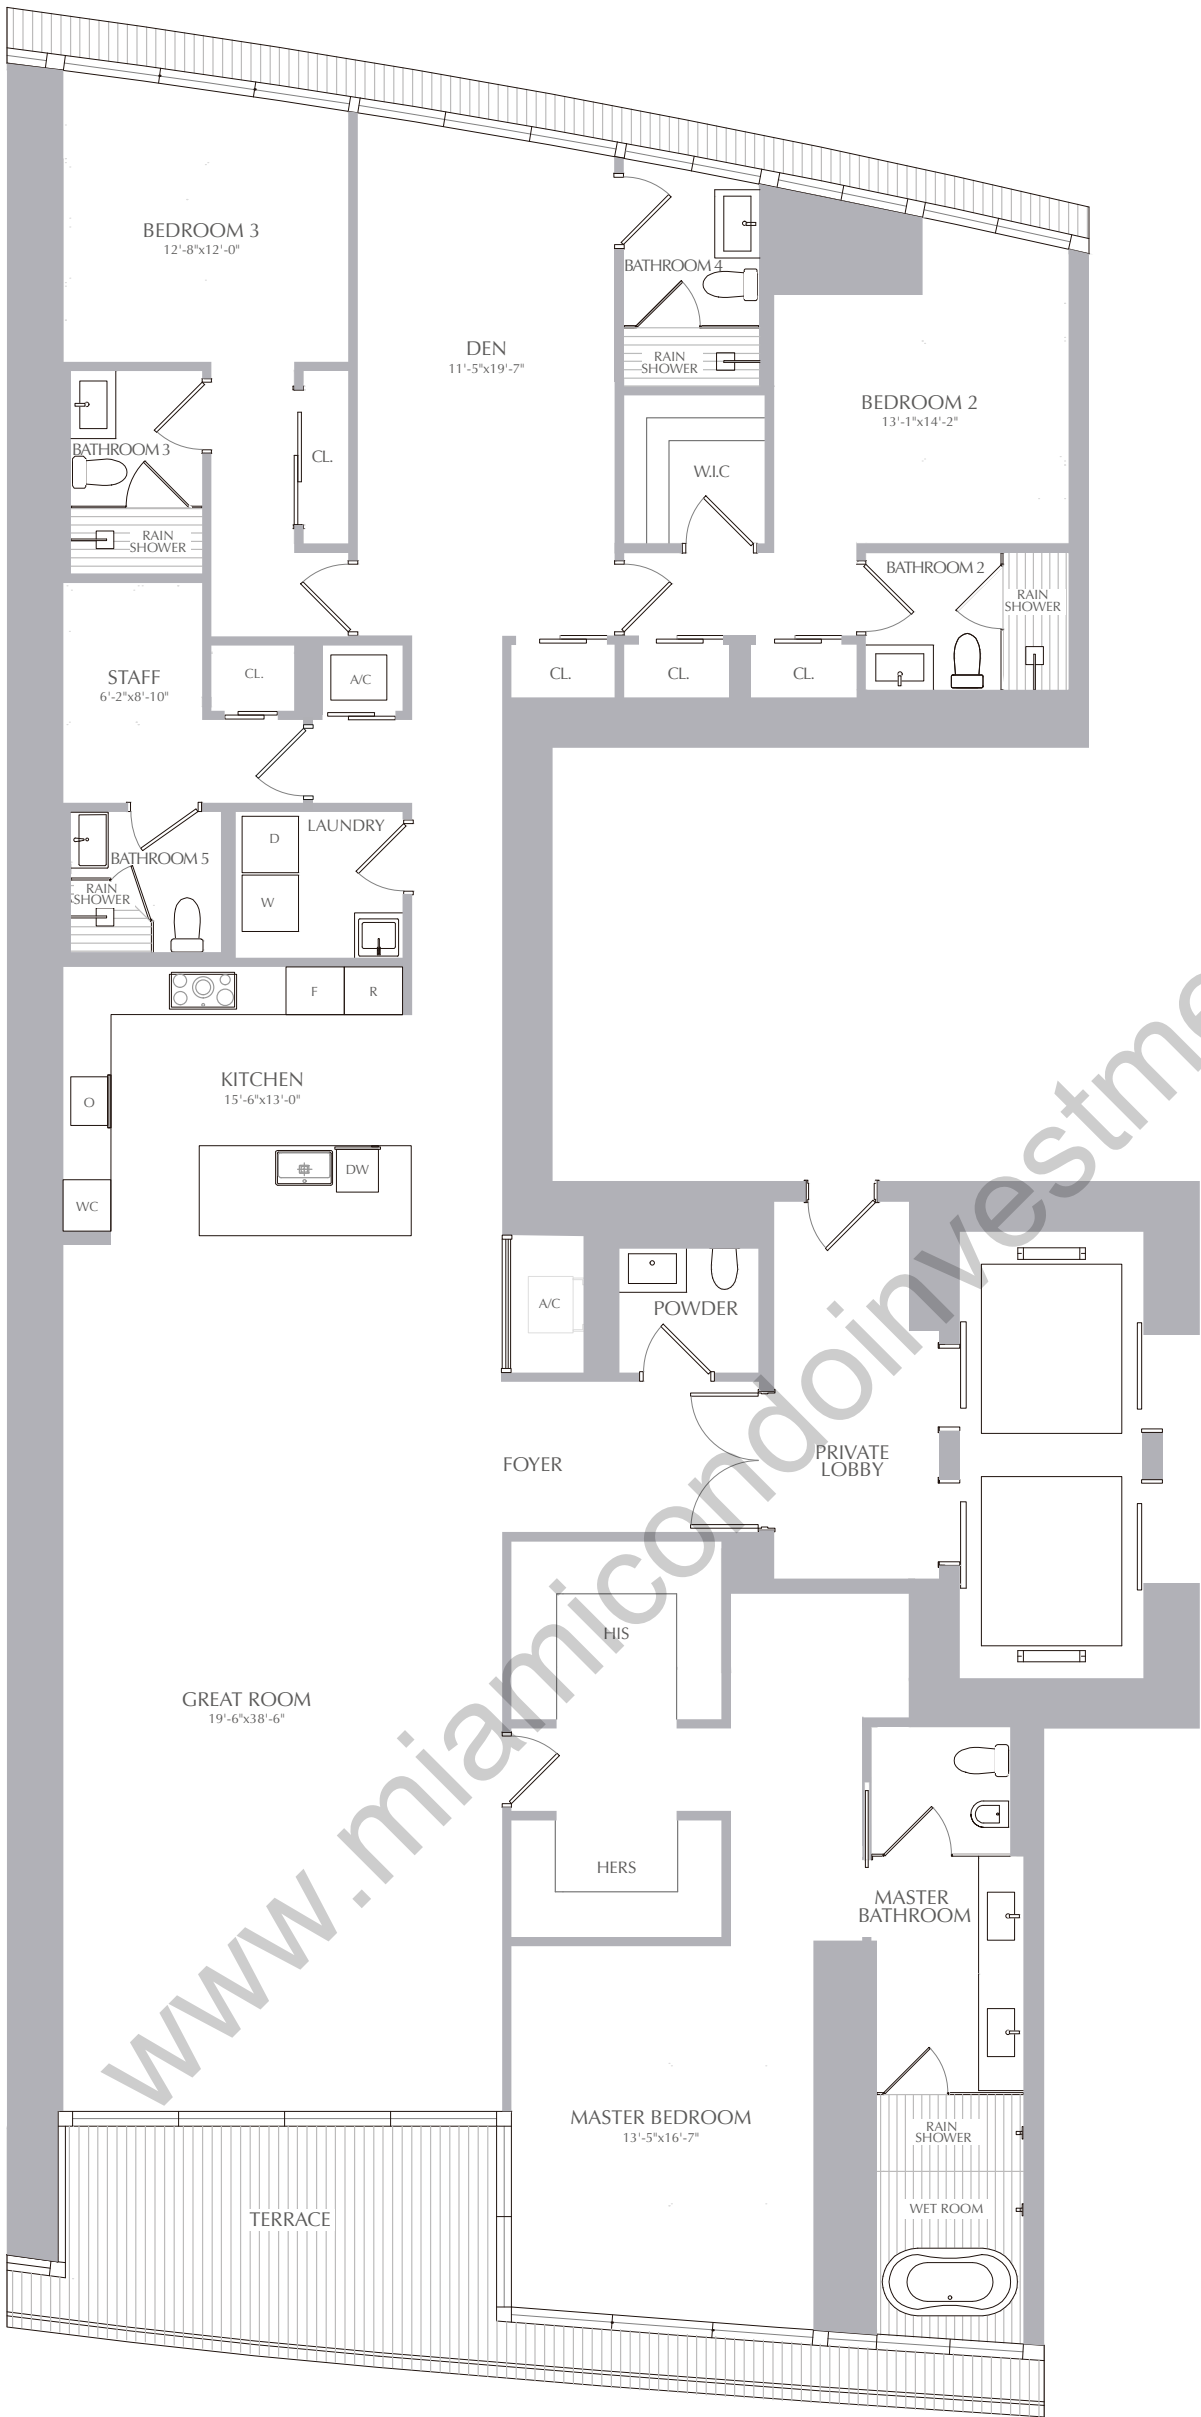 BEDROOM 3
12'-8"x12'-0"
BATHROOM 4
RAIN
SHOWER
DEN
11'-5"x19'-7"
BEDROOM 2
13'-1"x14'-2"
BATHROOM 3
CL.
W.I.C
RAIN
SHOWER
BATHROOM 2
RAIN
SHOWER
STAFF
6'-2"x8'-10"
CL.
A/C
CL.
CL.
CL.
D
LAUNDRY
BATHROOM 5
RAIN
SHOWER
W
F
R
KITCHEN
15'-6"x13'-0"
O
DW
WC
A/C
POWDER
FOYER
PRIVATE
LOBBY
HIS
GREAT ROOM
19'-6"x38'-6"
HERS
MASTER
BATHROOM
MASTER BEDROOM
13'-5"x16'-7"
RAIN
SHOWER
WET ROOM
TERRACE
www.miamicondoinvestme